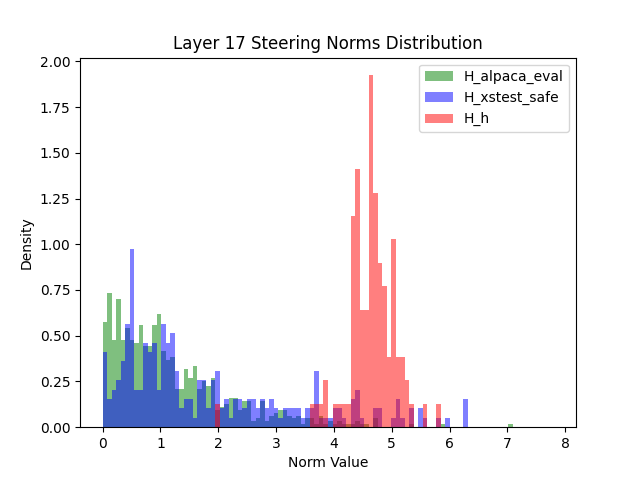 Layer 17 Steering Norms Distribution
H_alpaca_eval
H_xstest_safe
H_h
Density
2.00
1.75
1.50
1.25
1.00
0.75
0.50
0.25
0.00
0 1 2 3 4 5 6 7 8
Norm Value